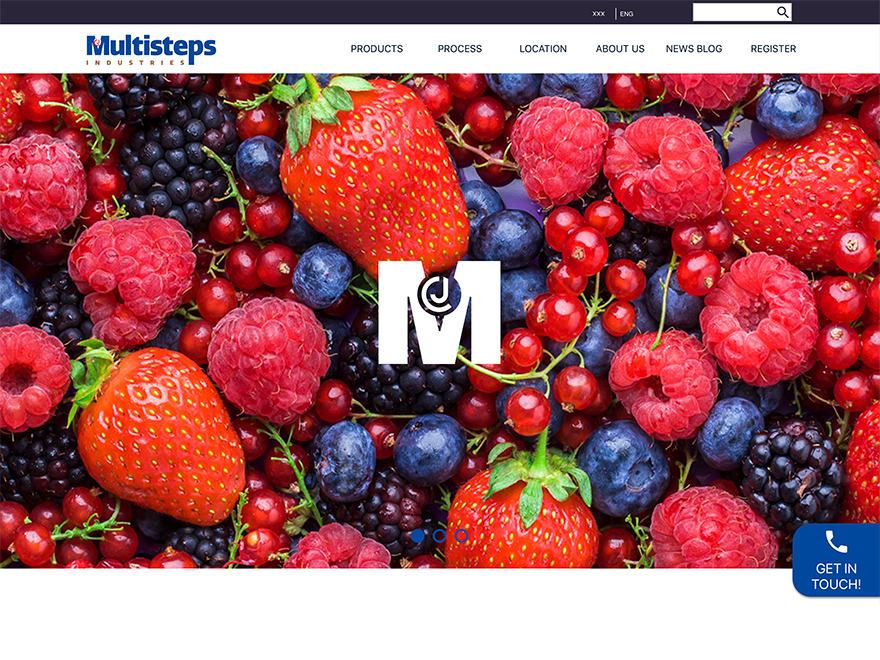 XXX | ENG
Multisteps
INDUSTRIES
PRODUCTS PROCESS LOCATION ABOUT US NEWS BLOG REGISTER
M
GET IN
TOUCH!